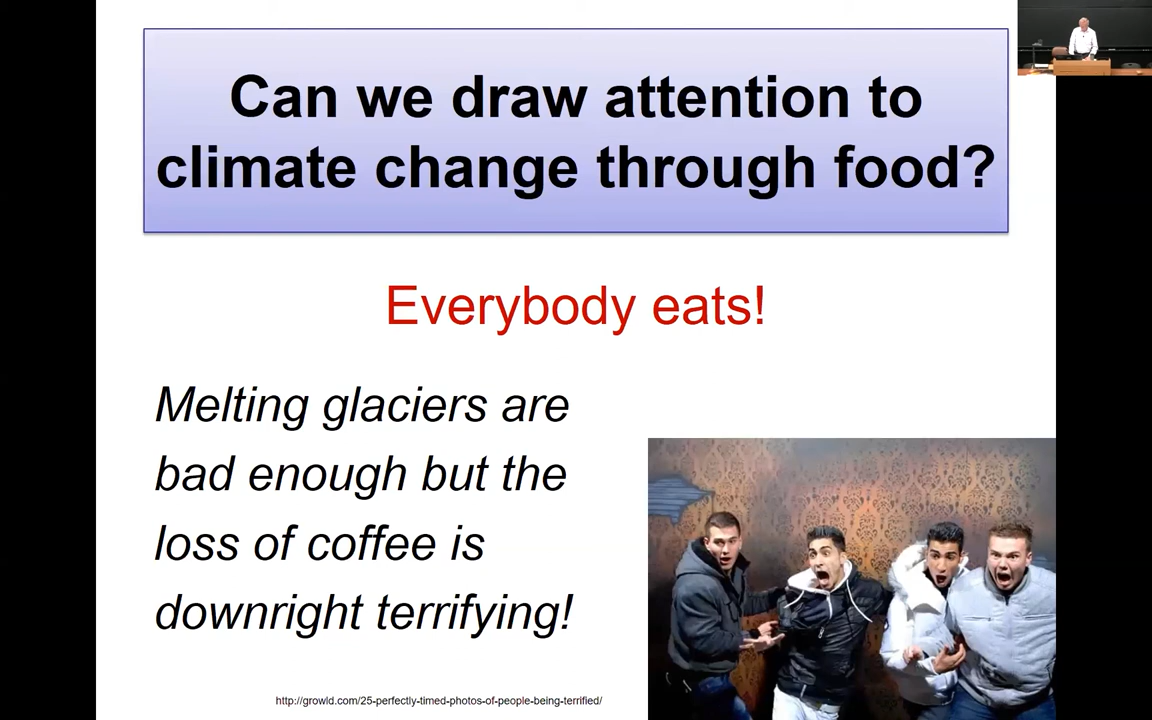 Can we draw attention to
climate change through food?
Everybody eats!
Melting glaciers are
bad enough but the
loss of coffee is
downright terrifying!
http://growld.com/25-perfectly-timed-photos-of-people-being-terrified/